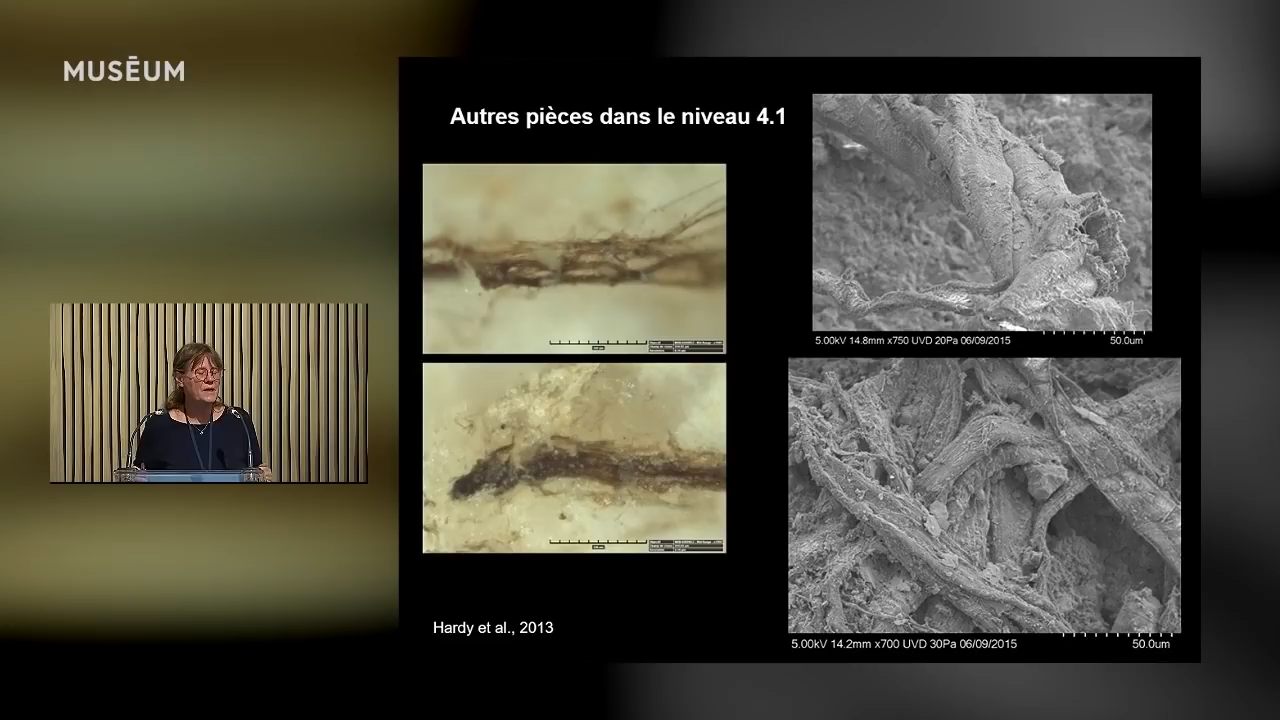 MUSĒUM
Autres pièces dans le niveau 4.1
5.00kV 14.8mm x750 UVD 20Pa 06/09/2015 50.0um
5.00kV 14.2mm x700 UVD 30Pa 06/09/2015 50.0um
Hardy et al., 2013